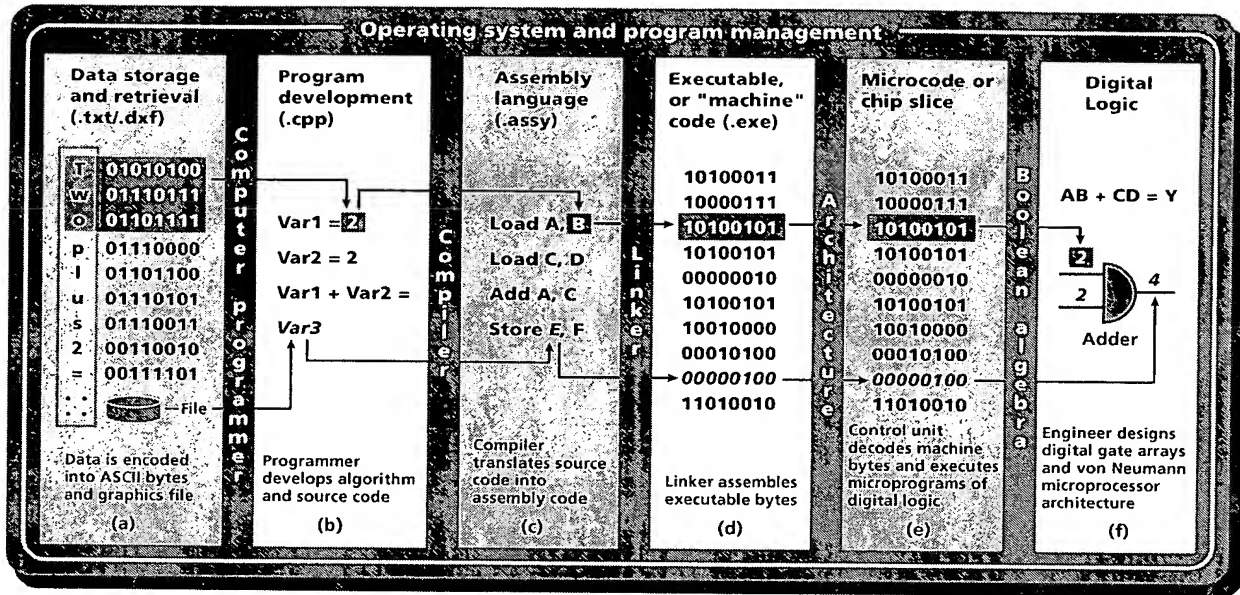 Operating system and program management
Data storage
and retrieval
(.txt/.dxf)
T 01010100
w 01110111
o 01101111
p 01110000
l 01101100
u 01110101
s 01110011
2 00110010
= 00111101
File
Data is encoded
into ASCII bytes
and graphics file
(a)
Computer programmer
Program
development
(.cpp)
Var1 = 2
Var2 = 2
Var1 + Var2 =
Var3
Programmer
develops algorithm
and source code
(b)
Compiler
Assembly
language
(.assy)
Load A, B
Load C, D
Add A, C
Store E, F
Compiler
translates source
code into
assembly code
(c)
Linker
Executable,
or "machine"
code (.exe)
10100011
10000111
10100101
10100101
00000010
10100101
10010000
00010100
00000100
11010010
Linker assembles
executable bytes
(d)
Architecture
Microcode or
chip slice
10100011
10000111
10100101
10100101
00000010
10100101
10010000
00010100
00000100
11010010
Control unit
decodes machine
bytes and executes
microprograms of
digital logic
(e)
Boolean algebra
Digital
Logic
AB + CD = Y
2
2
4
Adder
Engineer designs
digital gate arrays
and von Neumann
microprocessor
architecture
(f)